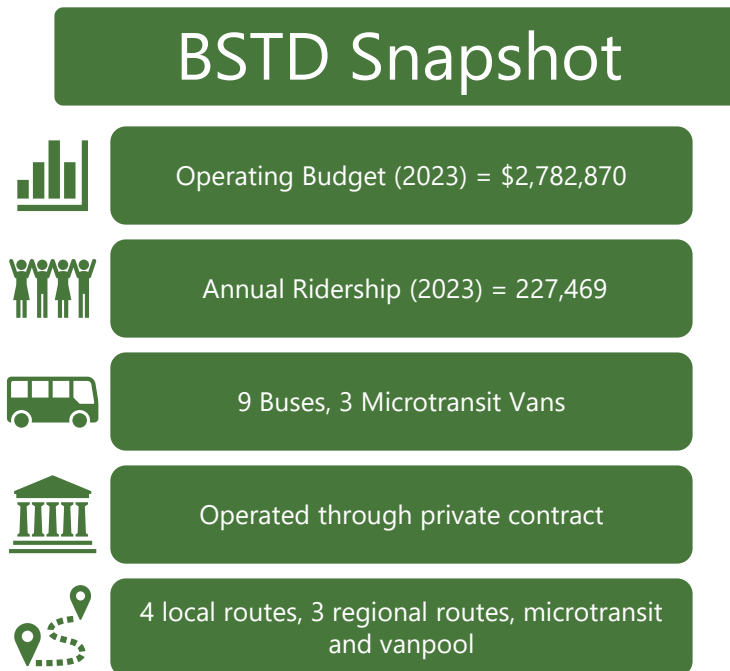 BSTD Snapshot
Operating Budget (2023) = $2,782,870
Annual Ridership (2023) = 227,469
9 Buses, 3 Microtransit Vans
Operated through private contract
4 local routes, 3 regional routes, microtransit
and vanpool